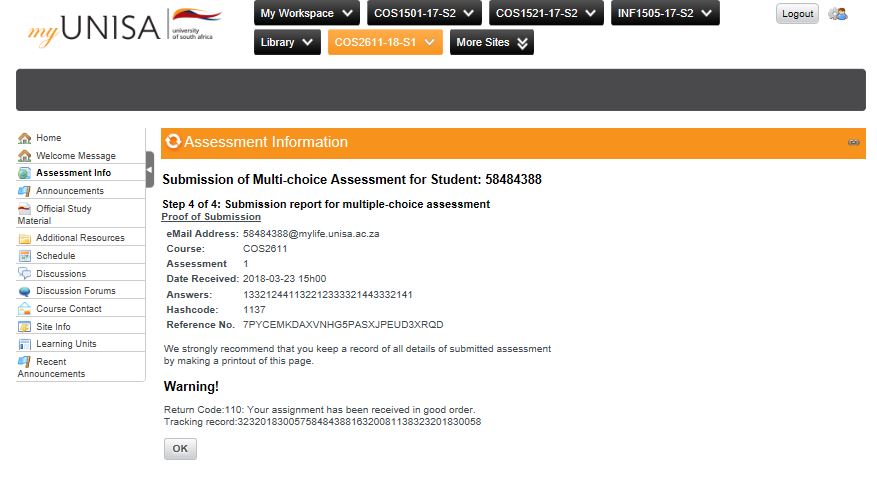 myUNISA
university
of south africa
My Workspace
COS1501-17-S2
COS1521-17-S2
INF1505-17-S2
Logout
Library
COS2611-18-S1
More Sites
Home
Welcome Message
Assessment Info
Announcements
Official Study
Material
Additional Resources
Schedule
Discussions
Discussion Forums
Course Contact
Site Info
Learning Units
Recent
Announcements
Assessment Information
Submission of Multi-choice Assessment for Student: 58484388
Step 4 of 4: Submission report for multiple-choice assessment
Proof of Submission
eMail Address: 58484388@mylife.unisa.ac.za
Course: COS2611
Assessment 1
Date Received: 2018-03-23 15h00
Answers: 1332124411322123333321443332141
Hashcode: 1137
Reference No. 7PYCEMKDAXVNHG5PASXJPEUD3XRQD
We strongly recommend that you keep a record of all details of submitted assessment
by making a printout of this page.
Warning!
Return Code:110: Your assignment has been received in good order.
Tracking record:3232018300575848438816320081138323201830058
OK